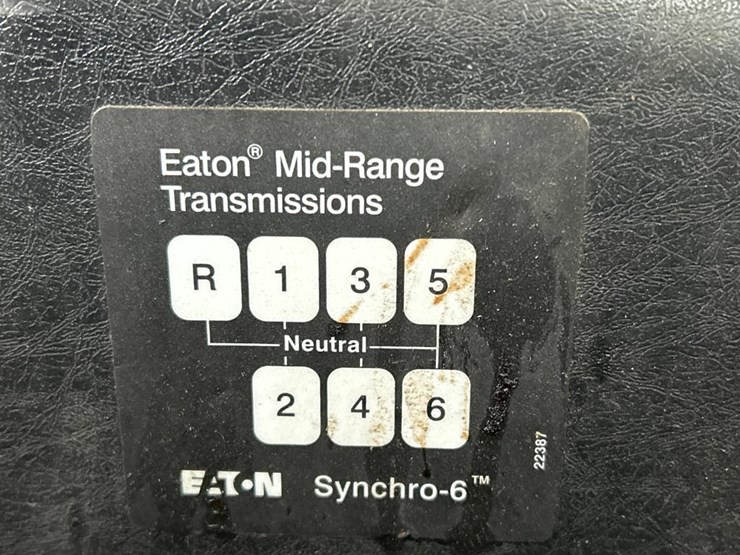 Eaton® Mid-Range
Transmissions
R 1 3 5
Neutral
2 4 6
22387
EATON Synchro-6™